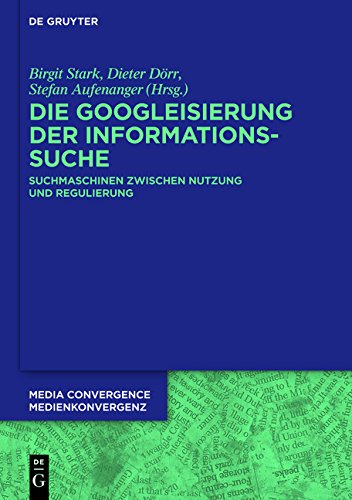 DE GRUYTER
Birgit Stark, Dieter Dörr,
Stefan Aufenanger (Hrsg.)
DIE GOOGLEISIERUNG
DER INFORMATIONS-
SUCHE
SUCHMASCHINEN ZWISCHEN NUTZUNG
UND REGULIERUNG
MEDIA CONVERGENCE
MEDIENKONVERGENZ
DE
G